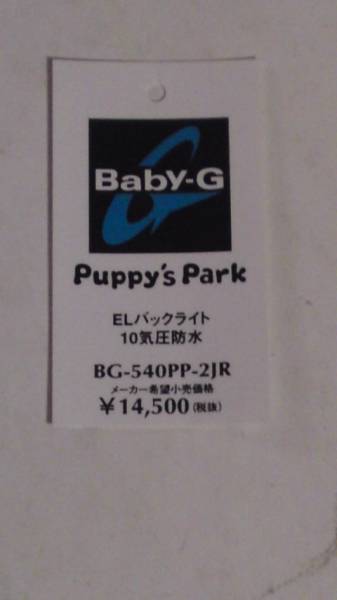 Baby-G
Puppy's Park
ELバックライト
10気圧防水
BG-540PP-2JR
メーカー希望小売価格
¥14,500(税抜)